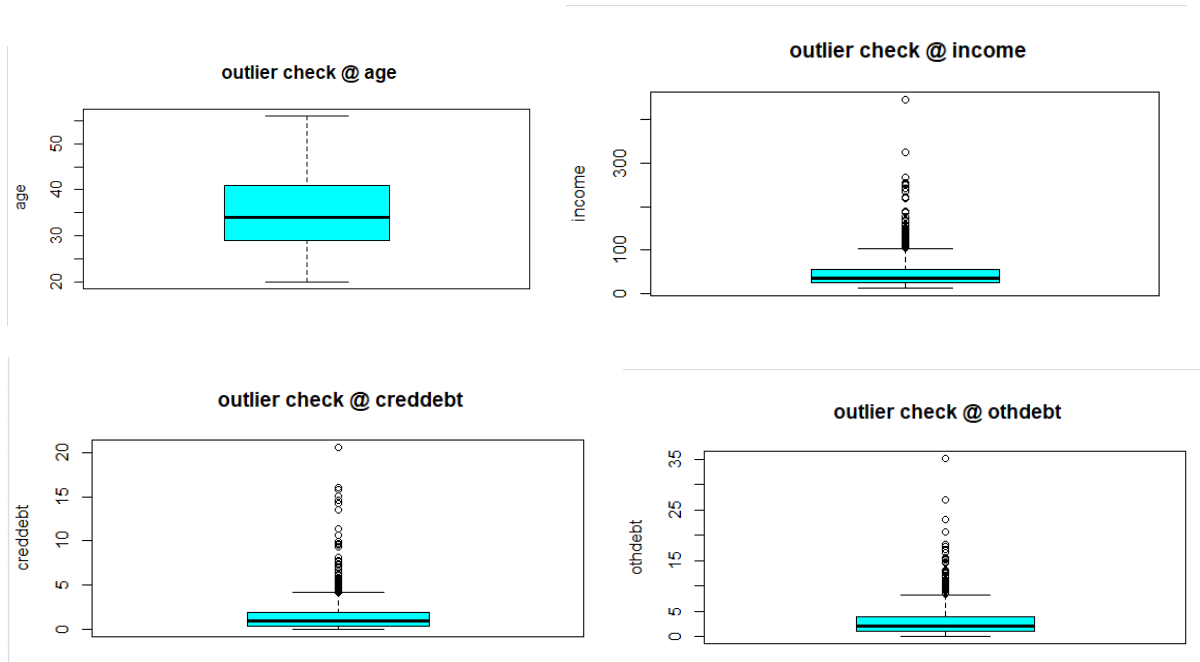 outlier check @ age
age
50
40
30
20
outlier check @ income
income
300
100
0
outlier check @ creddebt
creddebt
20
15
10
5
0
outlier check @ othdebt
othdebt
35
25
15
5
0